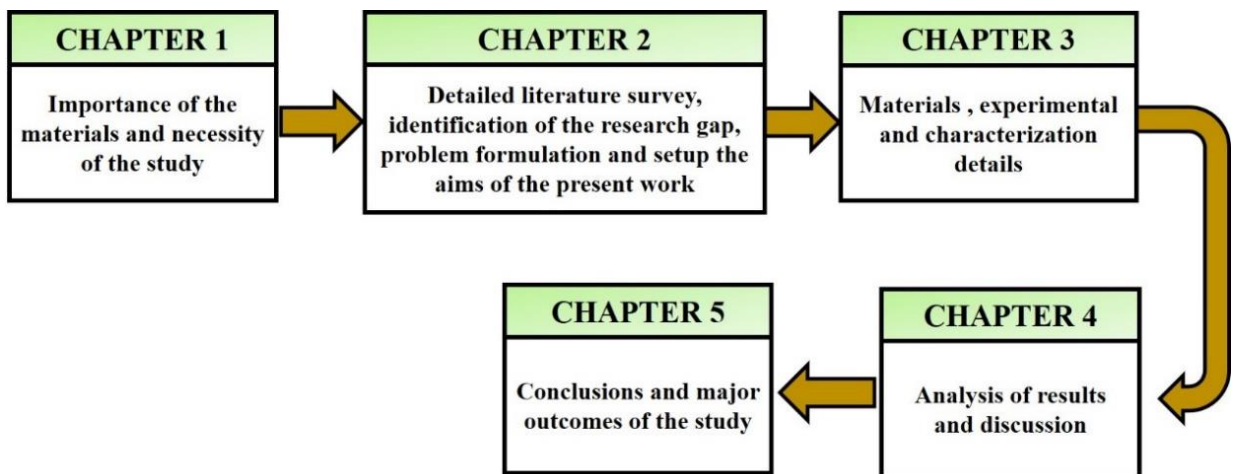 CHAPTER 1
Importance of the
materials and necessity
of the study
CHAPTER 2
Detailed literature survey,
identification of the research gap,
problem formulation and setup the
aims of the present work
CHAPTER 3
Materials , experimental
and characterization
details
CHAPTER 4
Analysis of results
and discussion
CHAPTER 5
Conclusions and major
outcomes of the study